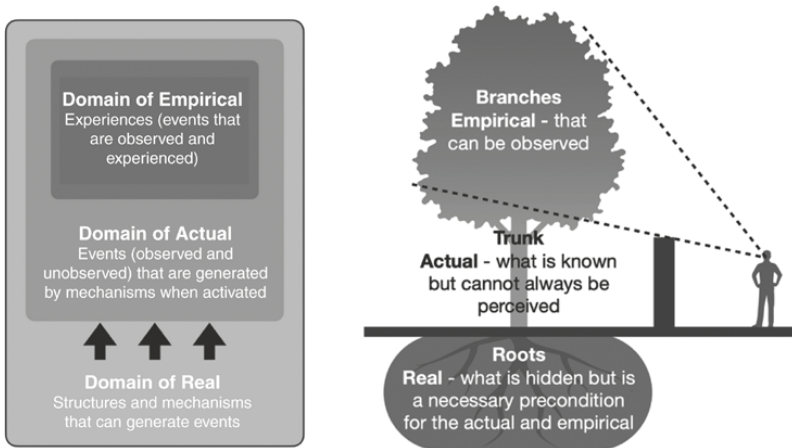 Domain of Empirical
Experiences (events that
are observed and
experienced)
Domain of Actual
Events (observed and
unobserved) that are generated
by mechanisms when activated
Domain of Real
Structures and mechanisms
that can generate events
Branches
Empirical - that
can be observed
Trunk
Actual - what is known
but cannot always be
perceived
Roots
Real - what is hidden but is
a necessary precondition
for the actual and empirical